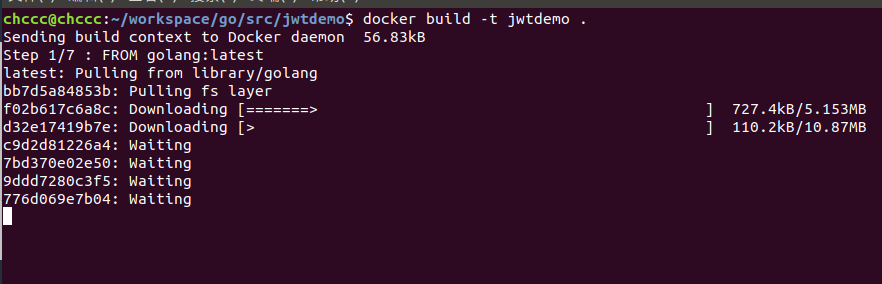 chccc@chccc:~/workspace/go/src/jwtdemo$ docker build -t jwtdemo .
Sending build context to Docker daemon  56.83kB
Step 1/7 : FROM golang:latest
latest: Pulling from library/golang
bb7d5a84853b: Pulling fs layer
f02b617c6a8c: Downloading [=======>                                           ]  727.4kB/5.153MB
d32e17419b7e: Downloading [>                                                  ]  110.2kB/10.87MB
c9d2d81226a4: Waiting
7bd370e02e50: Waiting
9ddd7280c3f5: Waiting
776d069e7b04: Waiting